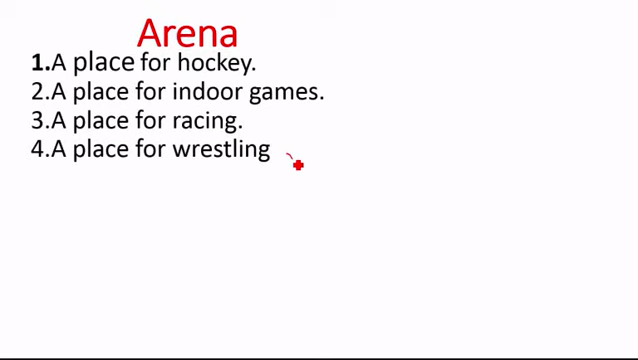 Arena
1.A place for hockey.
2.A place for indoor games.
3.A place for racing.
4.A place for wrestling